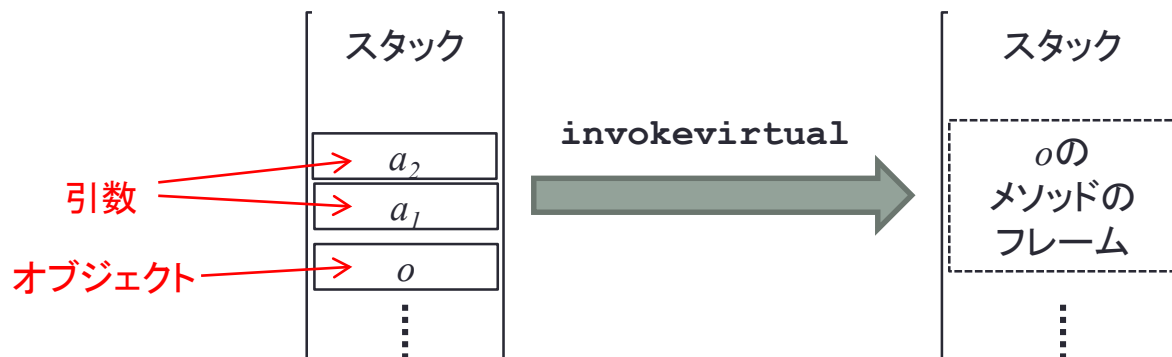 スタック
a2
a1
o
引数
オブジェクト
invokevirtual
スタック
oの
メソッドの
フレーム